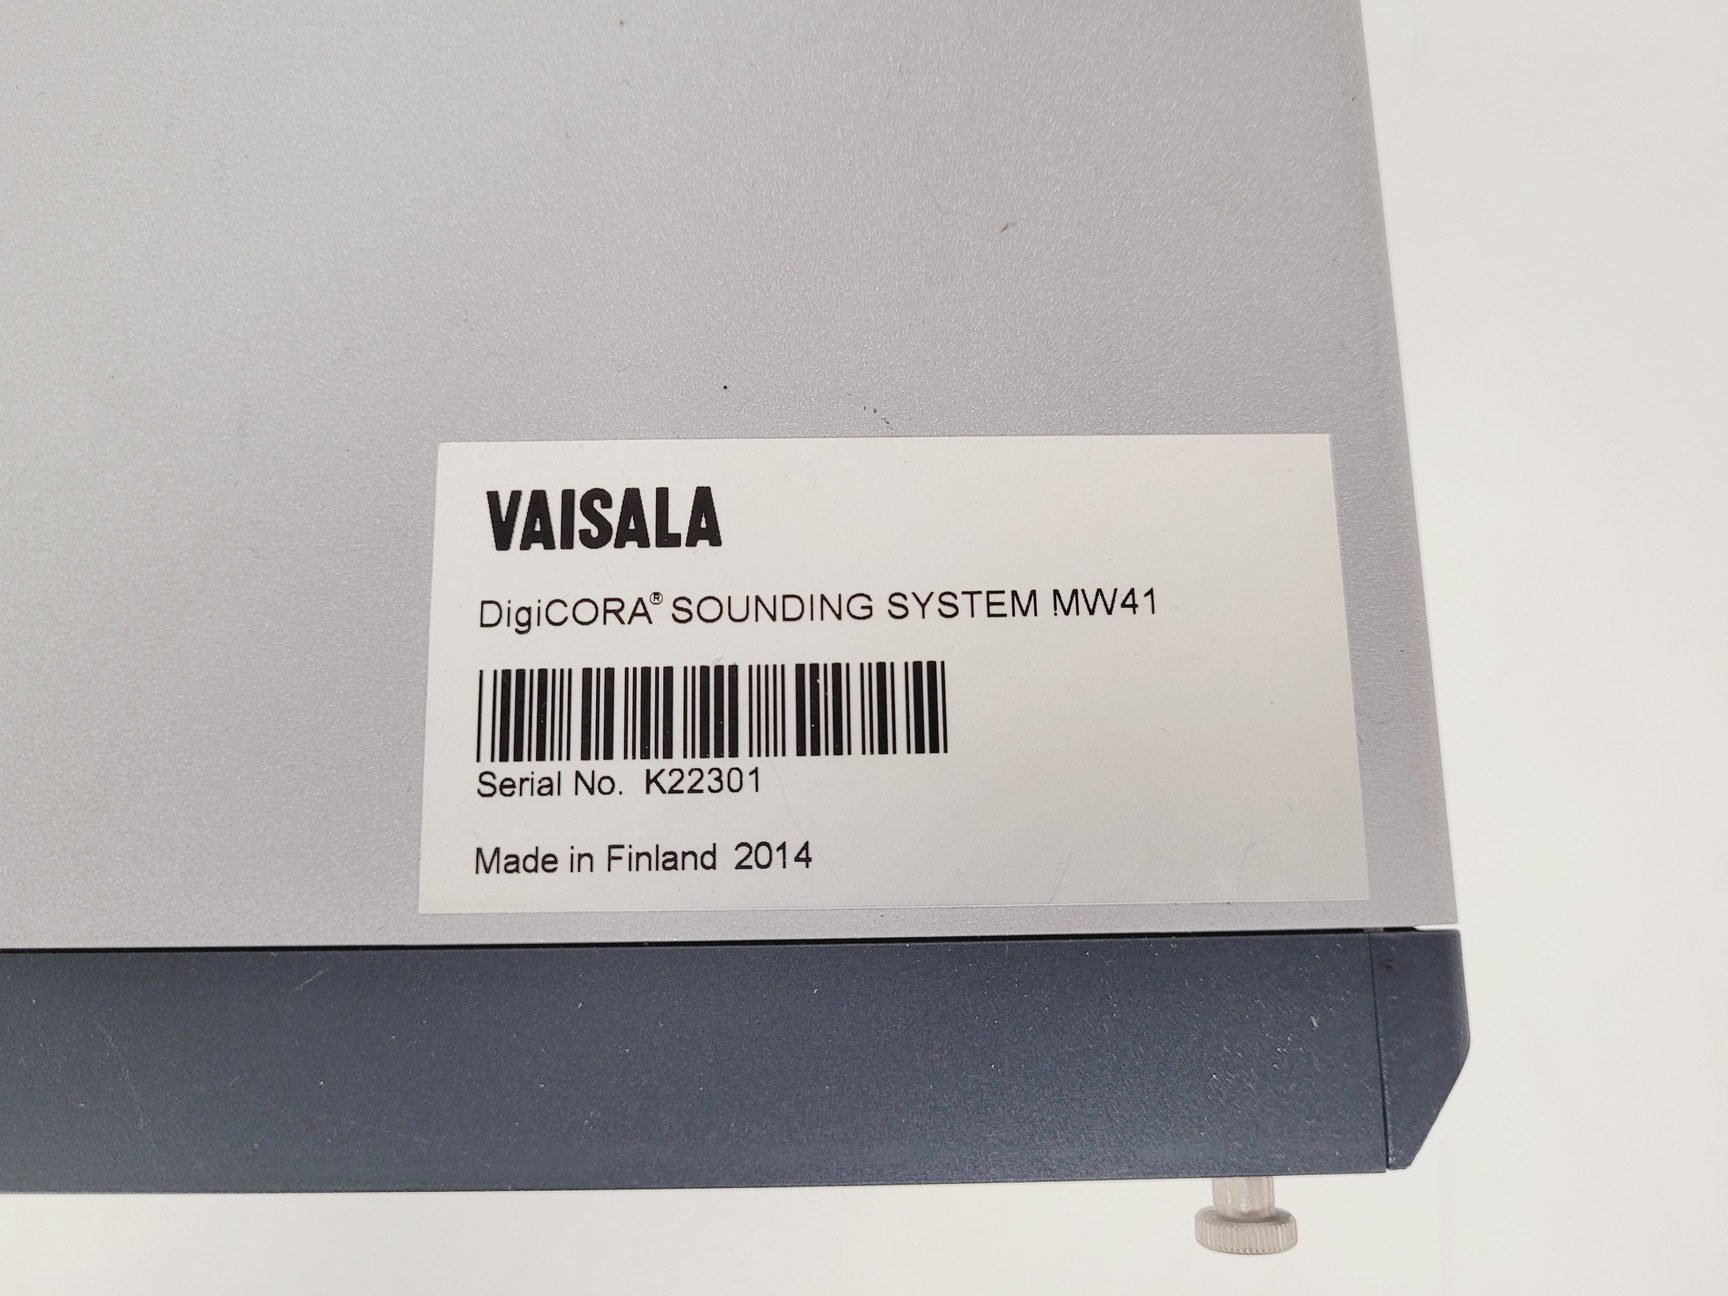 VAISALA
DigiCORA® SOUNDING SYSTEM MW41
Serial No. K22301
Made in Finland 2014